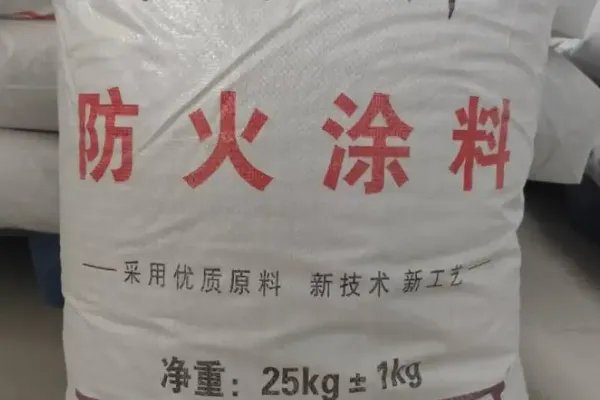 防火涂料
采用优质原料 新技术 新工艺
净重：25kg±1kg